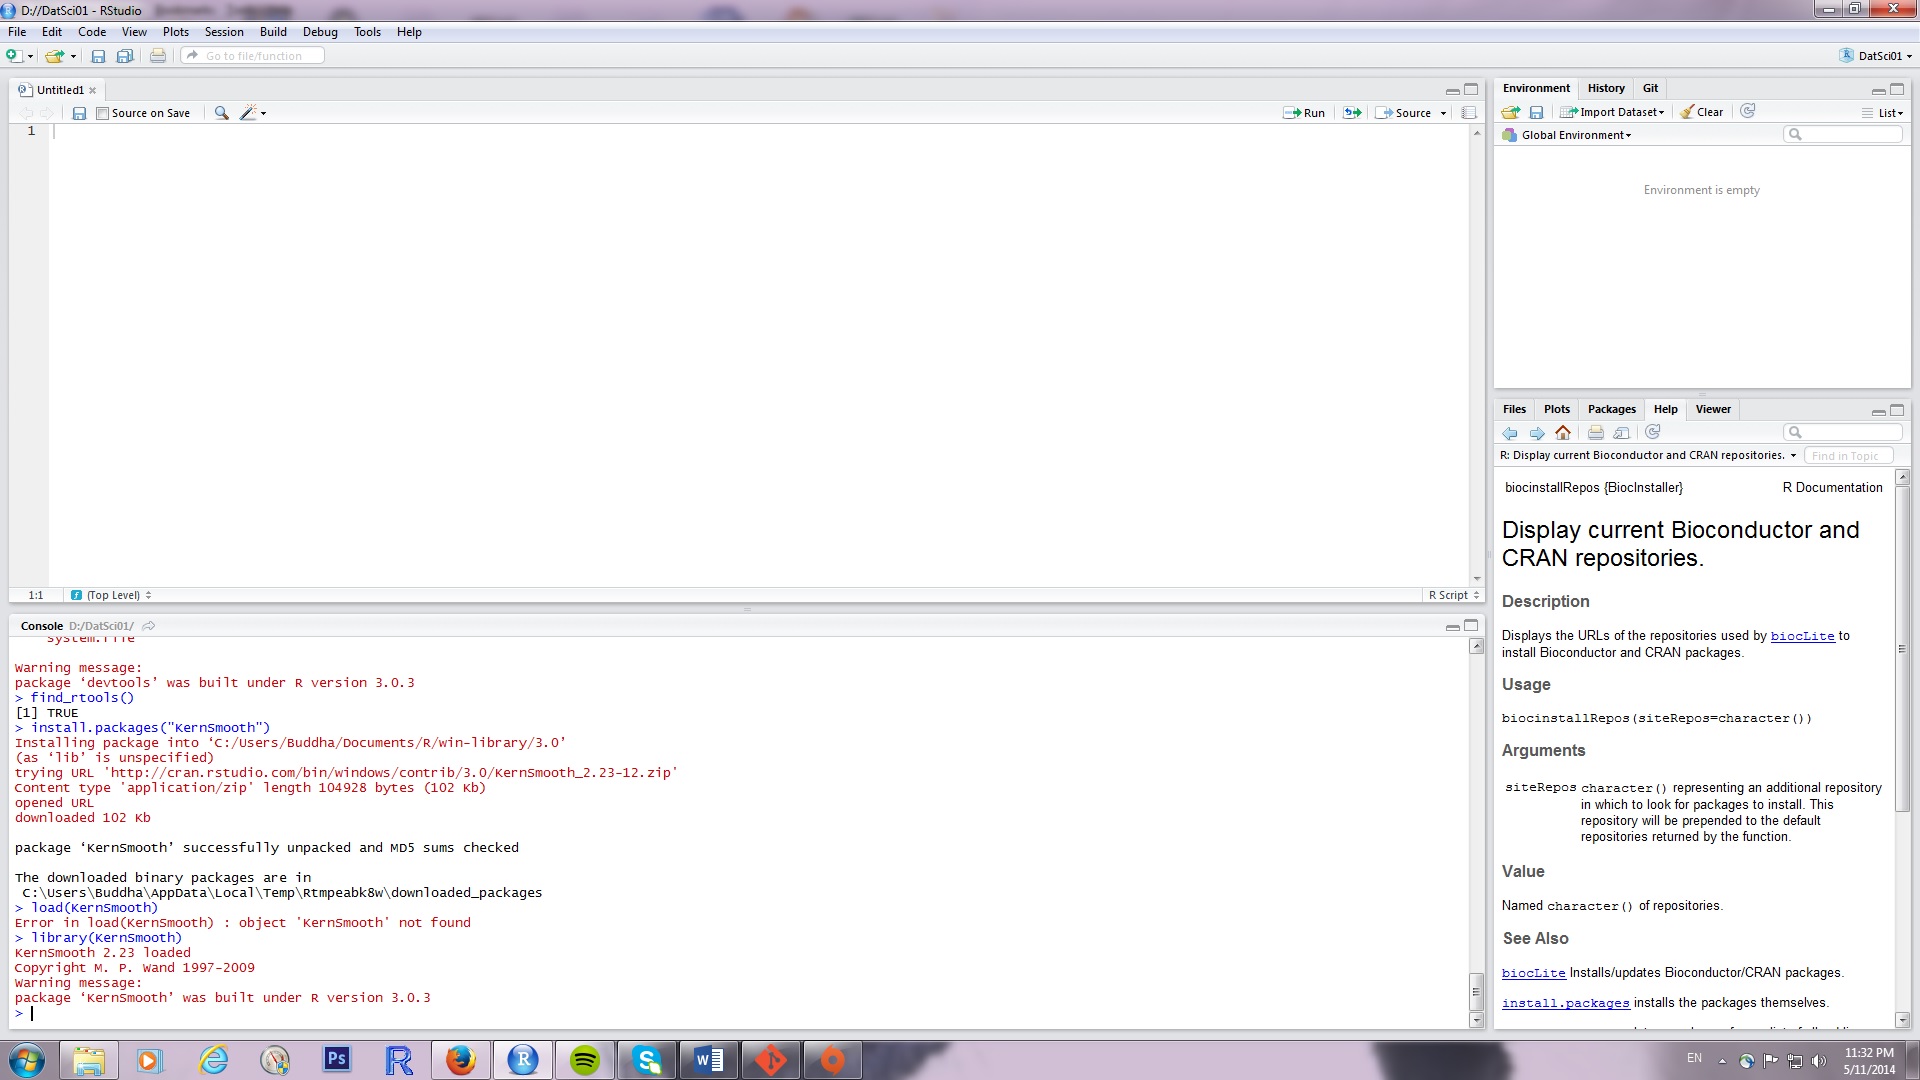 D://DatSci01 - RStudio
File Edit Code View Plots Session Build Debug Tools Help
Go to file/function
DatSci01
Untitled1
Source on Save
Run
Source
1
1:1
(Top Level)
R Script
Console D:/DatSci01/
system.file
Warning message:
package ‘devtools’ was built under R version 3.0.3
> find_rtools()
[1] TRUE
> install.packages("KernSmooth")
Installing package into ‘C:/Users/Buddha/Documents/R/win-library/3.0’
(as ‘lib’ is unspecified)
trying URL 'http://cran.rstudio.com/bin/windows/contrib/3.0/KernSmooth_2.23-12.zip'
Content type 'application/zip' length 104928 bytes (102 Kb)
opened URL
downloaded 102 Kb
package ‘KernSmooth’ successfully unpacked and MD5 sums checked
The downloaded binary packages are in
C:\Users\Buddha\AppData\Local\Temp\Rtmpeabk8w\downloaded_packages
> load(KernSmooth)
Error in load(KernSmooth) : object 'KernSmooth' not found
> library(KernSmooth)
KernSmooth 2.23 loaded
Copyright M. P. Wand 1997-2009
Warning message:
package ‘KernSmooth’ was built under R version 3.0.3
>
Environment History Git
Import Dataset Clear List
Global Environment
Environment is empty
Files Plots Packages Help Viewer
R: Display current Bioconductor and CRAN repositories. Find in Topic
biocinstallRepos {BiocInstaller} R Documentation
Display current Bioconductor and
CRAN repositories.
Description
Displays the URLs of the repositories used by biocLite to
install Bioconductor and CRAN packages.
Usage
biocinstallRepos(siteRepos=character())
Arguments
siteRepos character() representing an additional repository
in which to look for packages to install. This
repository will be prepended to the default
repositories returned by the function.
Value
Named character() of repositories.
See Also
biocLite Installs/updates Bioconductor/CRAN packages.
install.packages installs the packages themselves.
Ps
EN
11:32 PM
5/11/2014